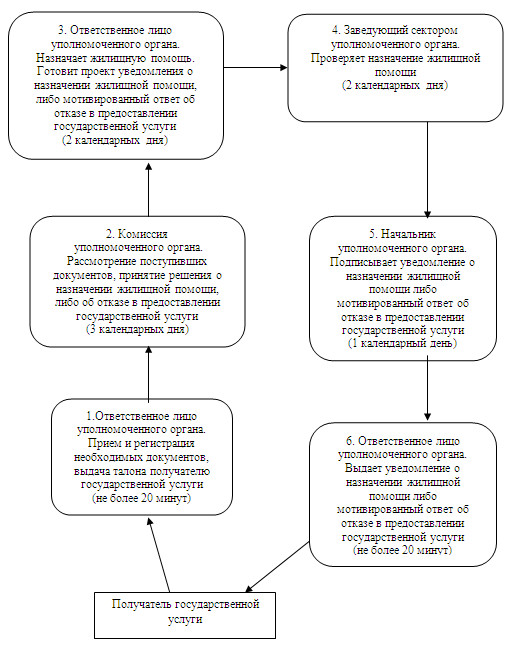 3. Ответственное лицо
уполномоченного органа.
Назначает жилищную помощь.
Готовит проект уведомления о
назначении жилищной помощи,
либо мотивированный ответ об
отказе в предоставлении
государственной услуги
(2 календарных дня)
4. Заведующий сектором
уполномоченного органа.
Проверяет назначение жилищной
помощи
(2 календарных дня)
2. Комиссия
уполномоченного органа.
Рассмотрение поступивших
документов, принятие решения о
назначении жилищной помощи,
либо об отказе в предоставлении
государственной услуги
(3 календарных дня)
5. Начальник
уполномоченного органа.
Подписывает уведомление о
назначении жилищной
помощи либо
мотивированный ответ об
отказе в предоставлении
государственной услуги
(1 календарный день)
1.Ответственное лицо
уполномоченного органа.
Прием и регистрация
необходимых документов,
выдача талона получателю
государственной услуги
(не более 20 минут)
6. Ответственное лицо
уполномоченного органа.
Выдает уведомление о
назначении жилищной
помощи либо
мотивированный ответ об
отказе в предоставлении
государственной услуги
(не более 20 минут)
Получатель государственной
услуги